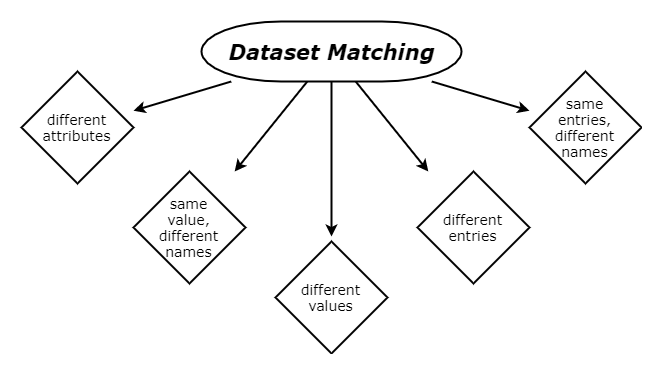 Dataset Matching
different
attributes
same
value,
different
names
different
values
different
entries
same
entries,
different
names